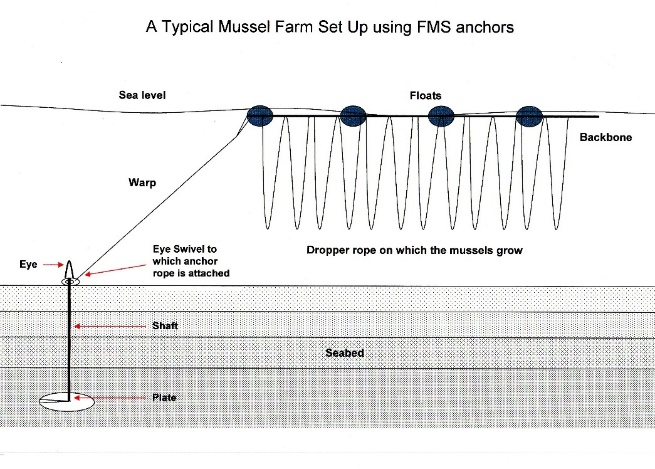 A Typical Mussel Farm Set Up using FMS anchors
Sea level
Floats
Backbone
Warp
Eye Swivel to
which anchor
rope is attached
Eye
Dropper rope on which the mussels grow
Shaft
Seabed
Plate